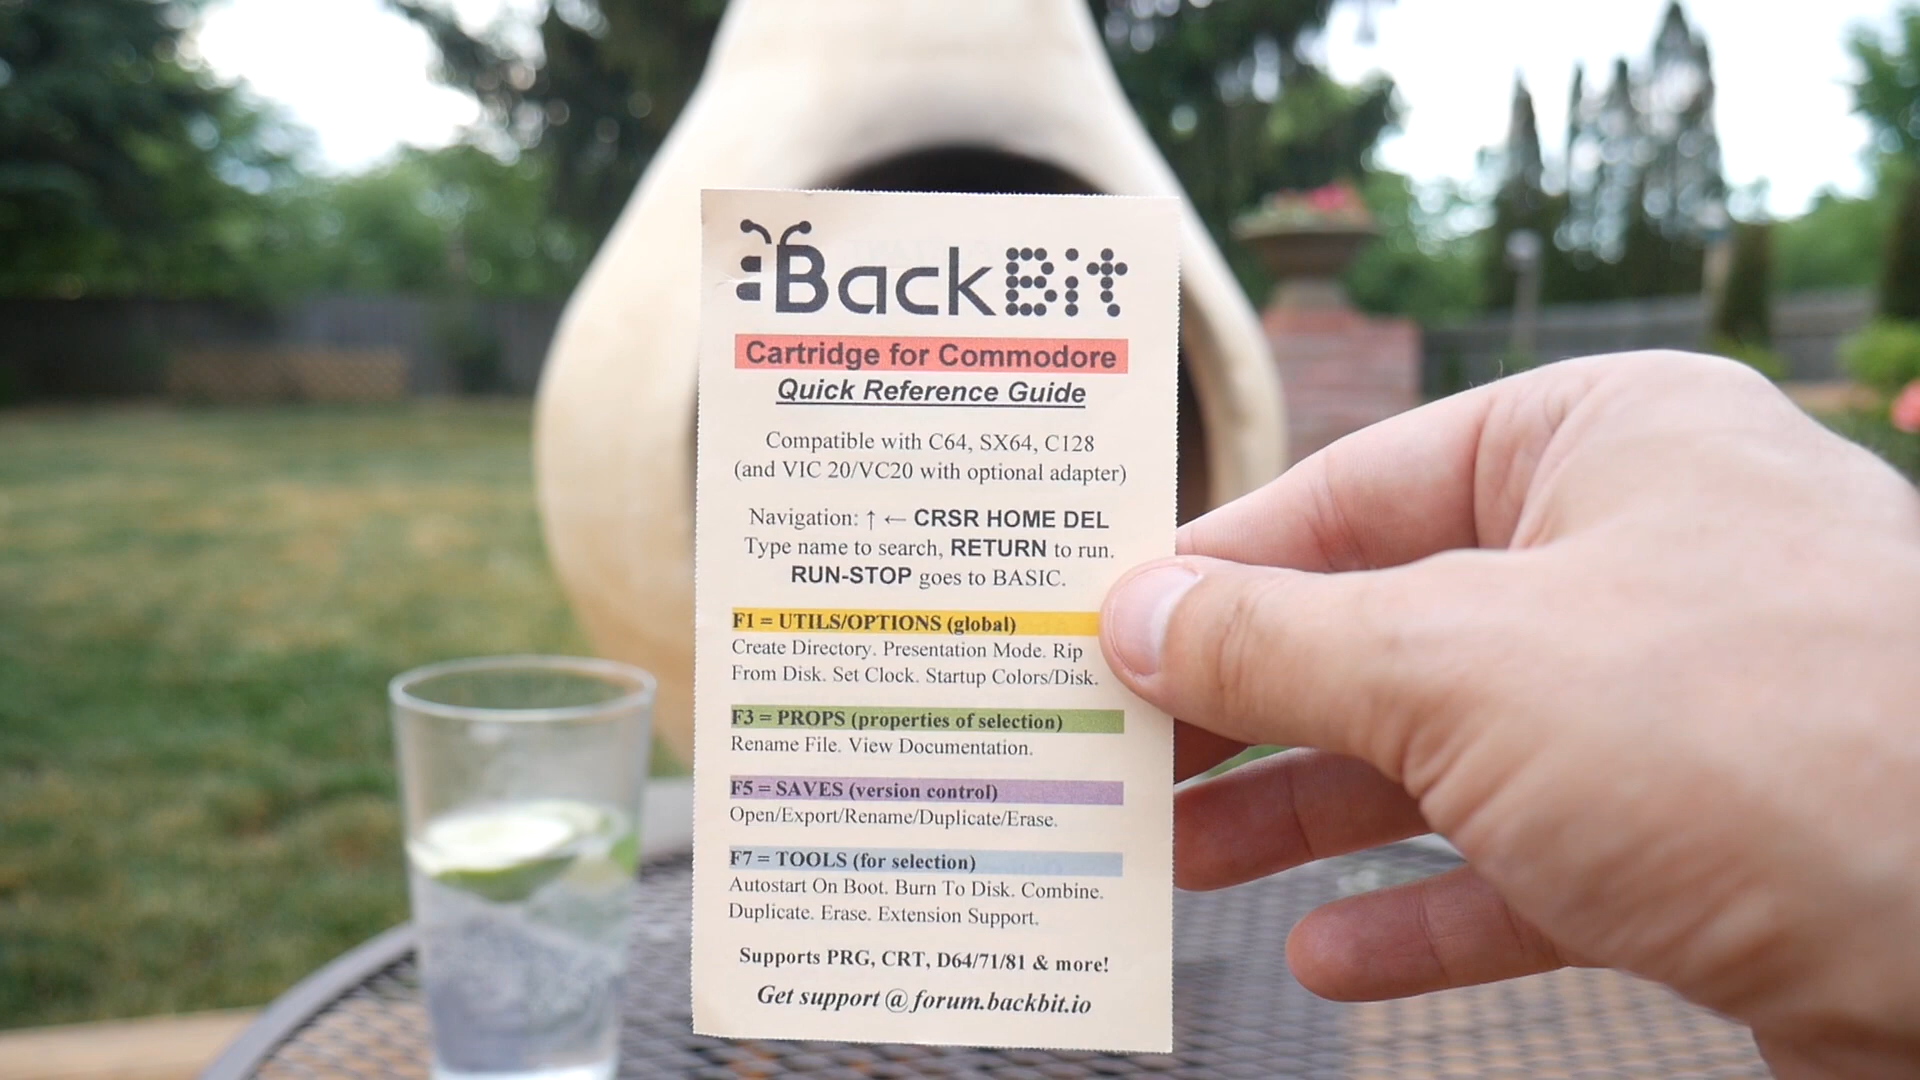 BackBit
Cartridge for Commodore
Quick Reference Guide
Compatible with C64, SX64, C128
(and VIC 20/VC20 with optional adapter)
Navigation: ↑ ← CRSR HOME DEL
Type name to search, RETURN to run.
RUN-STOP goes to BASIC.
F1 = UTILS/OPTIONS (global)
Create Directory. Presentation Mode. Rip
From Disk. Set Clock. Startup Colors/Disk.
F3 = PROPS (properties of selection)
Rename File. View Documentation.
F5 = SAVES (version control)
Open/Export/Rename/Duplicate/Erase.
F7 = TOOLS (for selection)
Autostart On Boot. Burn To Disk. Combine.
Duplicate. Erase. Extension Support.
Supports PRG, CRT, D64/71/81 & more!
Get support @ forum.backbit.io